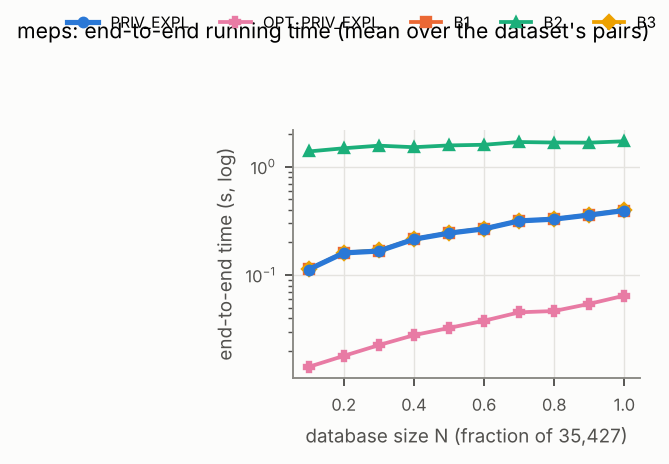 PRIV_EXPL OPT_PRIV_EXPL B1 B2 B3
meps: end-to-end running time (mean over the dataset's pairs)
end-to-end time (s, log)
10⁰
10⁻¹
0.2 0.4 0.6 0.8 1.0
database size N (fraction of 35,427)